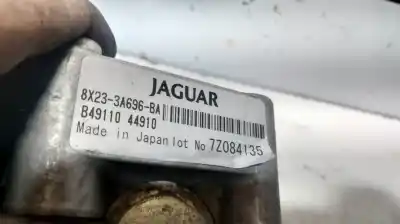 JAGUAR
8X23-3A696-BA
B49110 44910
Made in Japan lot No 7Z084135